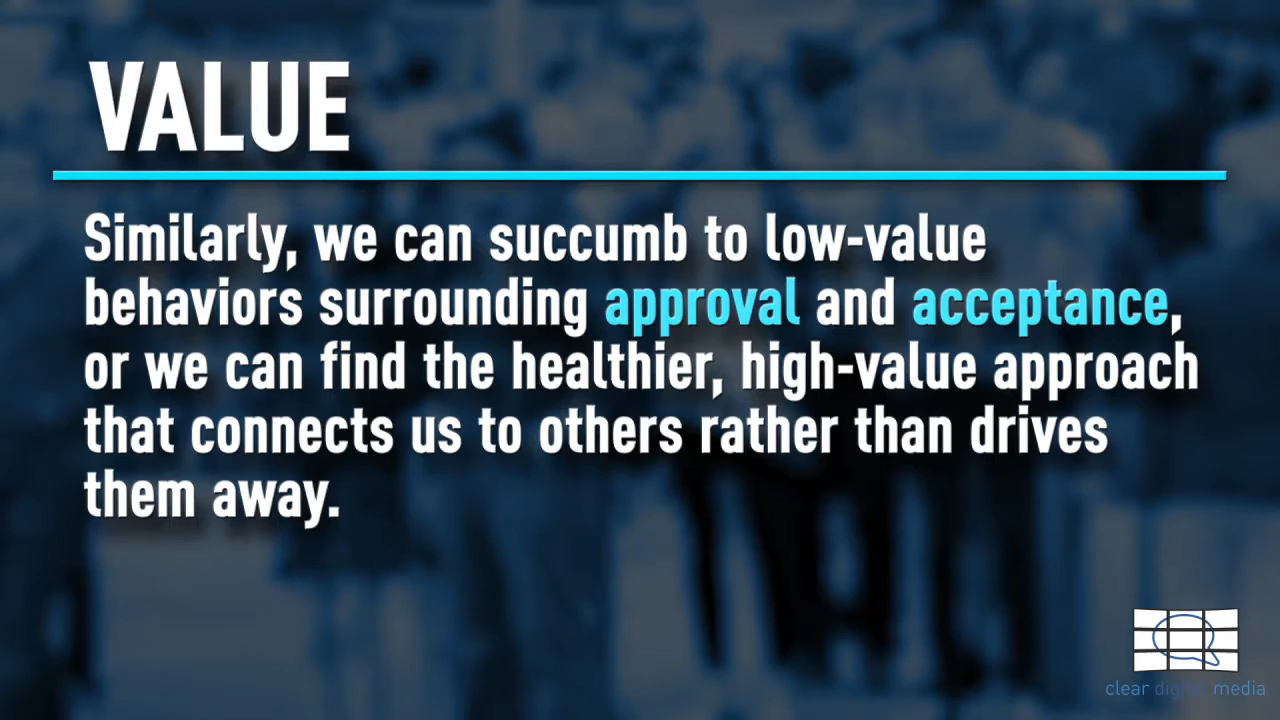 VALUE
Similarly, we can succumb to low-value
behaviors surrounding approval and acceptance,
or we can find the healthier, high-value approach
that connects us to others rather than drives
them away.
clear digital media